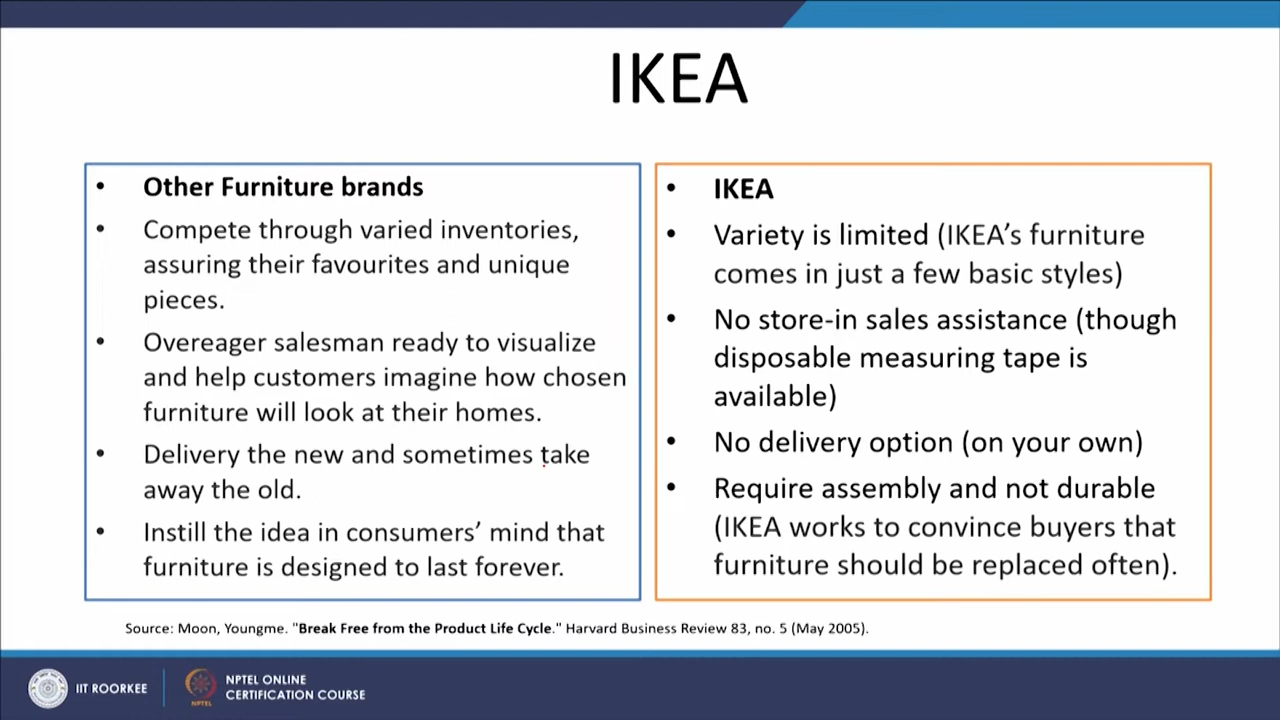 IKEA
• Other Furniture brands
• Compete through varied inventories,
assuring their favourites and unique
pieces.
• Overeager salesman ready to visualize
and help customers imagine how chosen
furniture will look at their homes.
• Delivery the new and sometimes take
away the old.
• Instill the idea in consumers’ mind that
furniture is designed to last forever.
• IKEA
• Variety is limited (IKEA’s furniture
comes in just a few basic styles)
• No store-in sales assistance (though
disposable measuring tape is
available)
• No delivery option (on your own)
• Require assembly and not durable
(IKEA works to convince buyers that
furniture should be replaced often).
Source: Moon, Youngme. "Break Free from the Product Life Cycle." Harvard Business Review 83, no. 5 (May 2005).
IIT ROORKEE
NPTEL
NPTEL ONLINE
CERTIFICATION COURSE